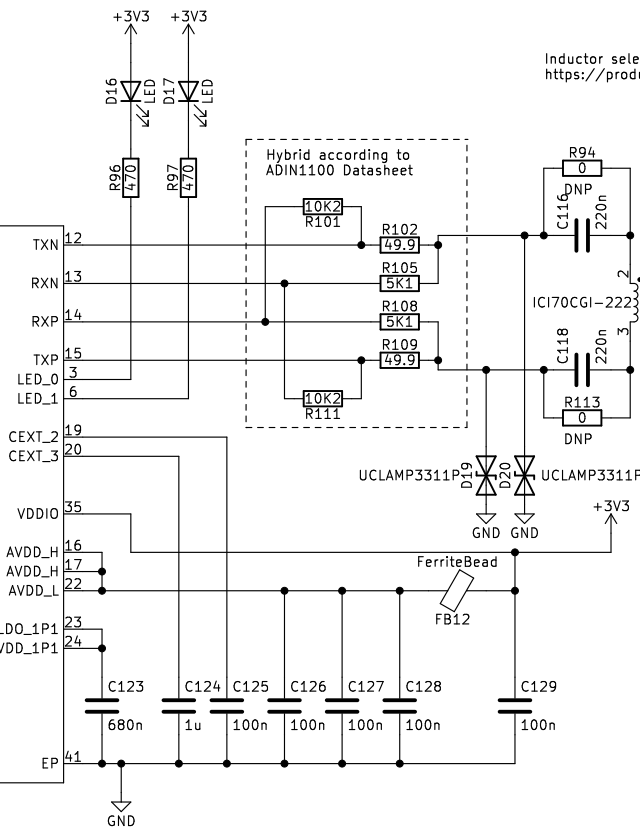 +3V3
+3V3
Inductor sele
https://produ
D16
LED
D17
LED
R96
470
R97
470
Hybrid according to
ADIN1100 Datasheet
R94
0
DNP
C116
220n
10K2
R101
TXN 12
R102
49.9
RXN 13
R105
5K1
2
ICI70CGI-222
RXP 14
R108
5K1
3
TXP 15
R109
49.9
C118
220n
LED_0 3
LED_1 6
10K2
R111
R113
0
DNP
CEXT_2 19
CEXT_3 20
UCLAMP3311P
D19
D20
UCLAMP3311P
VDDIO 35
+3V3
GND
GND
AVDD_H 16
AVDD_H 17
AVDD_L 22
FerriteBead
FB12
LDO_1P1 23
VDD_1P1 24
C123
680n
C124
1u
C125
100n
C126
100n
C127
100n
C128
100n
C129
100n
EP 41
GND